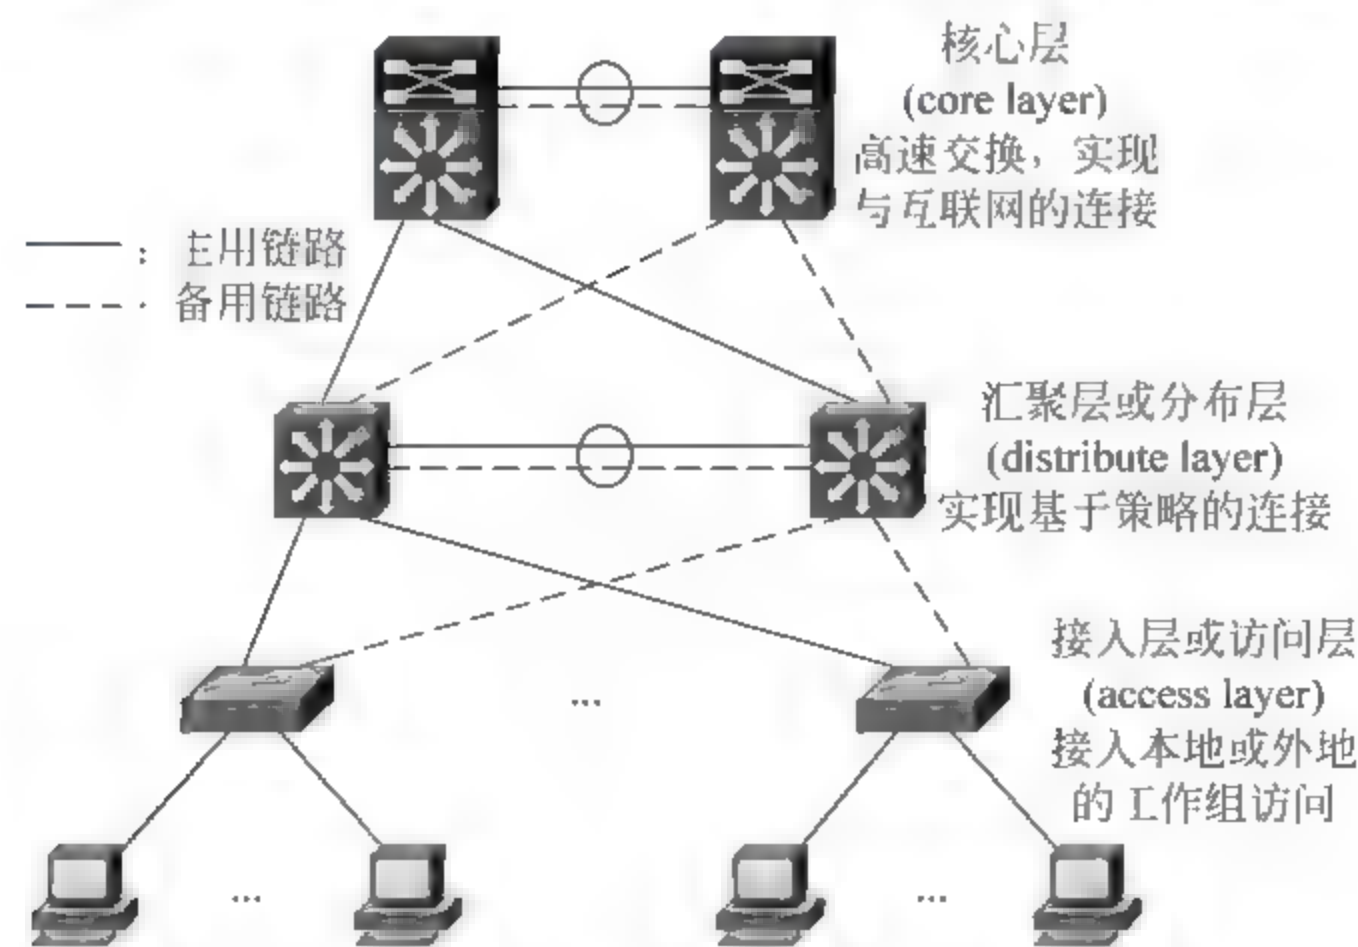 核心层
(core layer)
高速交换，实现
与互联网的连接
——：主用链路
---：备用链路
汇聚层或分布层
(distribute layer)
实现基于策略的连接
接入层或访问层
(access layer)
接入本地或外地
的工作组访问
...
...
...